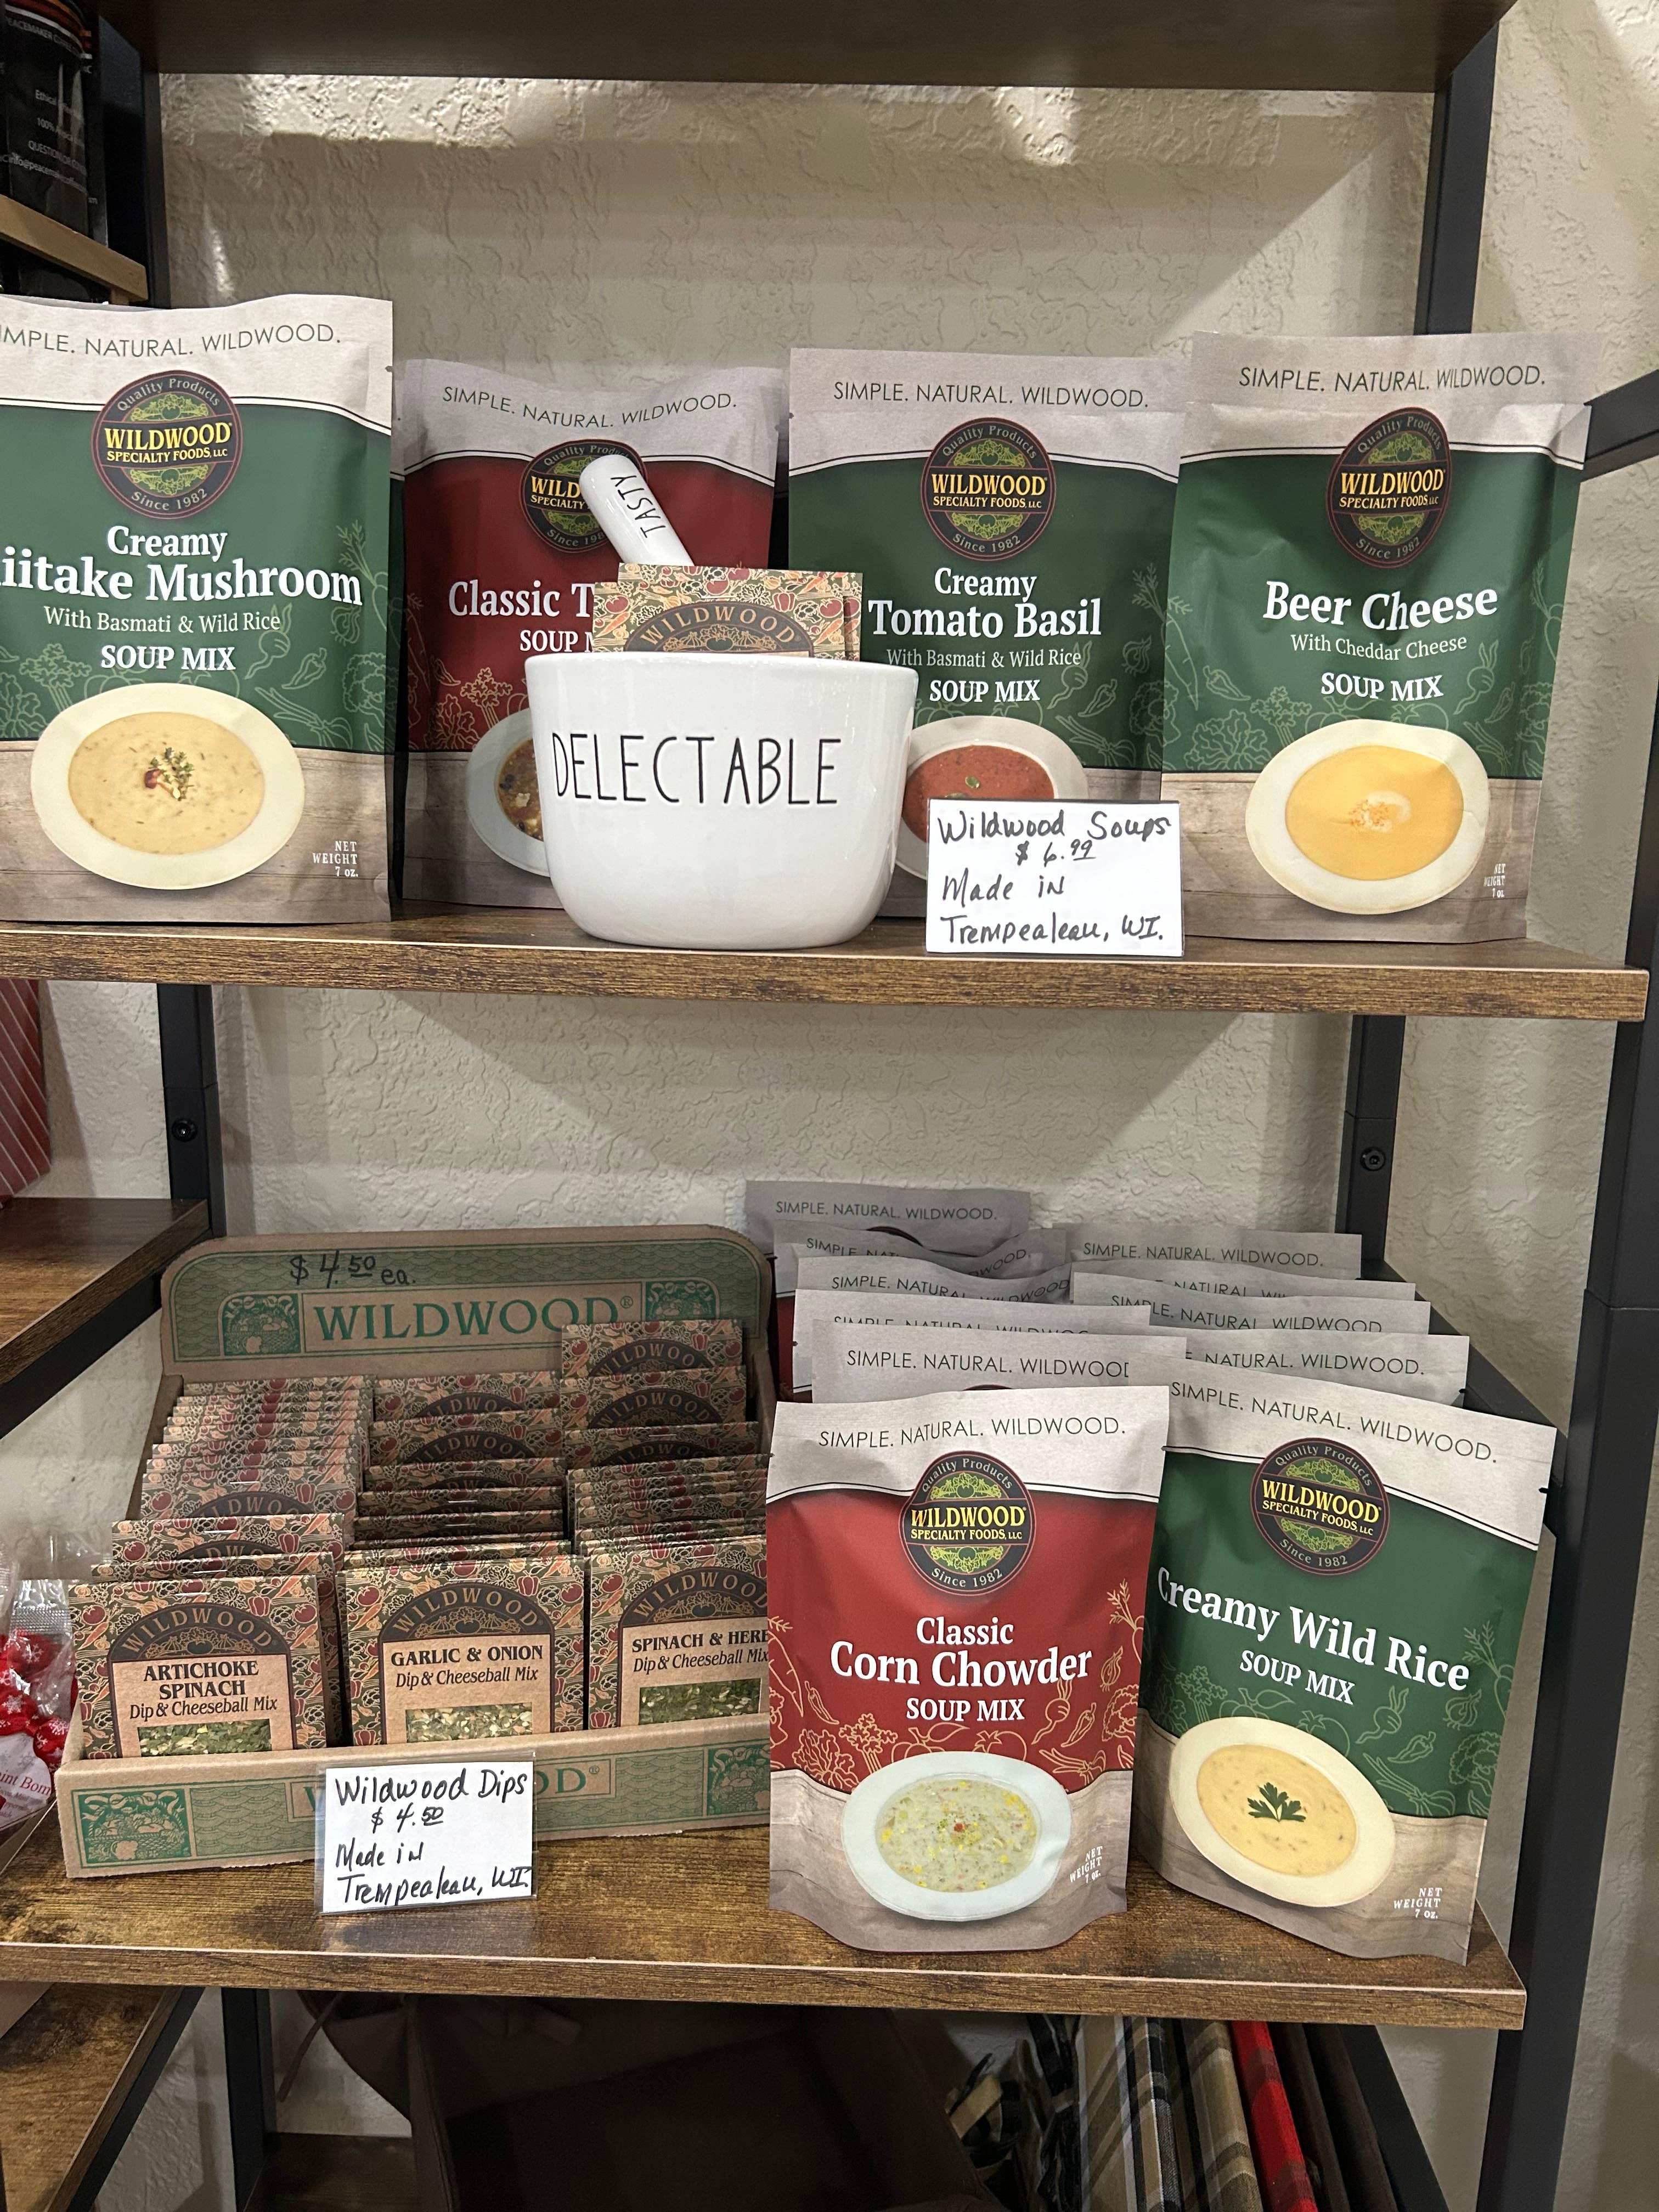 SIMPLE. NATURAL. WILDWOOD.
Quality Products
WILDWOOD®
SPECIALTY FOODS, LLC
Since 1982
Creamy
Mushroom
With Basmati & Wild Rice
SOUP MIX
NET
WEIGHT
7 oz.
SIMPLE. NATURAL. WILDWOOD.
Classic
SOUP
TASTY
WILDWOOD
DELECTABLE
SIMPLE. NATURAL. WILDWOOD.
Quality Products
WILDWOOD®
SPECIALTY FOODS, LLC
Since 1982
Creamy
Tomato Basil
With Basmati & Wild Rice
SOUP MIX
Wildwood Soups
$ 6.99
Made in
Trempealeau, WI.
SIMPLE. NATURAL. WILDWOOD.
Quality Products
WILDWOOD®
SPECIALTY FOODS, LLC
Since 1982
Beer Cheese
With Cheddar Cheese
SOUP MIX
NET
WEIGHT
7 oz.
$ 4.50 ea.
WILDWOOD®
WILDWOOD
ARTICHOKE
SPINACH
Dip & Cheeseball Mix
WILDWOOD
GARLIC & ONION
Dip & Cheeseball Mix
WILDWOOD
SPINACH & HERB
Dip & Cheeseball Mix
Wildwood Dips
$ 4.50
Made in
Trempealeau, WI.
SIMPLE. NATURAL. WILDWOOD.
SIMPLE. NATURAL. WILDWOOD.
SIMPLE. NATURAL. WILDWOOD
SIMPLE. NATURAL. WILDWOOD.
SIMPLE. NATURAL. WILDWOOD.
Quality Products
WILDWOOD®
SPECIALTY FOODS, LLC
Since 1982
Classic
Corn Chowder
SOUP MIX
NET
WEIGHT
7 oz.
SIMPLE. NATURAL. WILDWOOD.
Quality Products
WILDWOOD®
SPECIALTY FOODS, LLC
Since 1982
Creamy Wild Rice
SOUP MIX
NET
WEIGHT
7 oz.